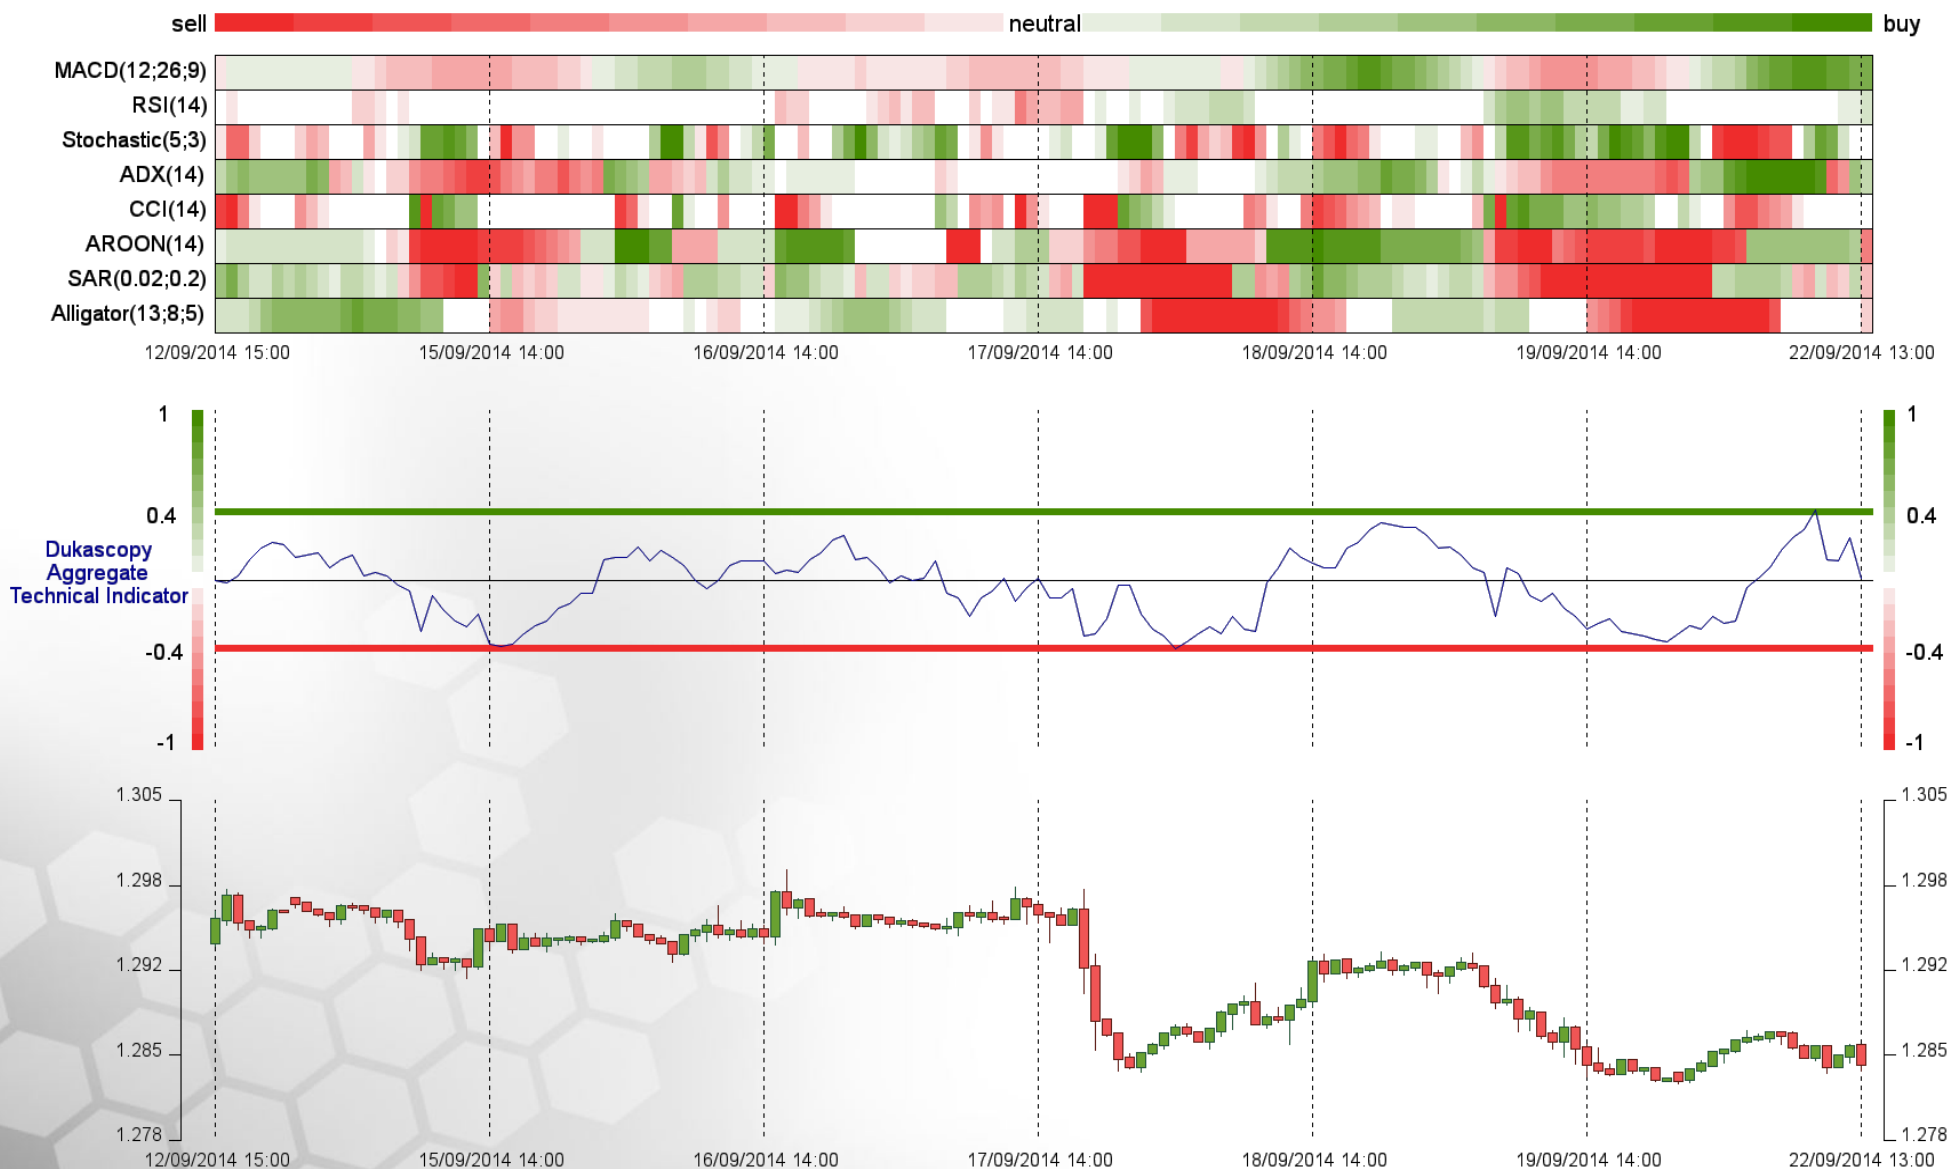 sell neutral buy
MACD(12;26;9)
RSI(14)
Stochastic(5;3)
ADX(14)
CCI(14)
AROON(14)
SAR(0.02;0.2)
Alligator(13;8;5)
12/09/2014 15:00 15/09/2014 14:00 16/09/2014 14:00 17/09/2014 14:00 18/09/2014 14:00 19/09/2014 14:00 22/09/2014 13:00
1 1
0.4 0.4
Dukascopy
Aggregate
Technical Indicator
-0.4 -0.4
-1 -1
1.305 1.305
1.298 1.298
1.292 1.292
1.285 1.285
1.278 1.278
12/09/2014 15:00 15/09/2014 14:00 16/09/2014 14:00 17/09/2014 14:00 18/09/2014 14:00 19/09/2014 14:00 22/09/2014 13:00